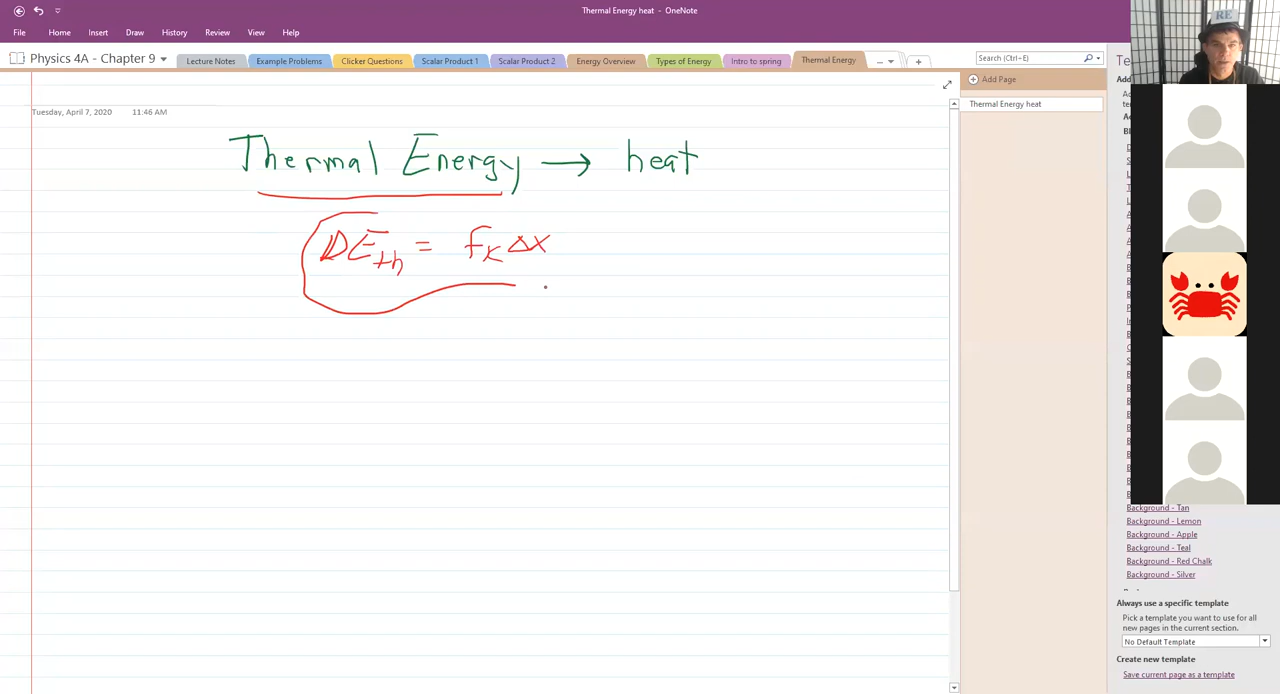 Thermal Energy heat - OneNote
File Home Insert Draw History Review View Help
Physics 4A - Chapter 9
Lecture Notes Example Problems Clicker Questions Scalar Product 1 Scalar Product 2 Energy Overview Types of Energy Intro to spring Thermal Energy
Search (Ctrl+E)
Add Page
Thermal Energy heat
Tuesday, April 7, 2020 11:46 AM
Thermal Energy → heat
ΔE_th = f_k Δx
RE
Background - Tan
Background - Lemon
Background - Apple
Background - Teal
Background - Red Chalk
Background - Silver
Always use a specific template
Pick a template you want to use for all
new pages in the current section.
No Default Template
Create new template
Save current page as a template